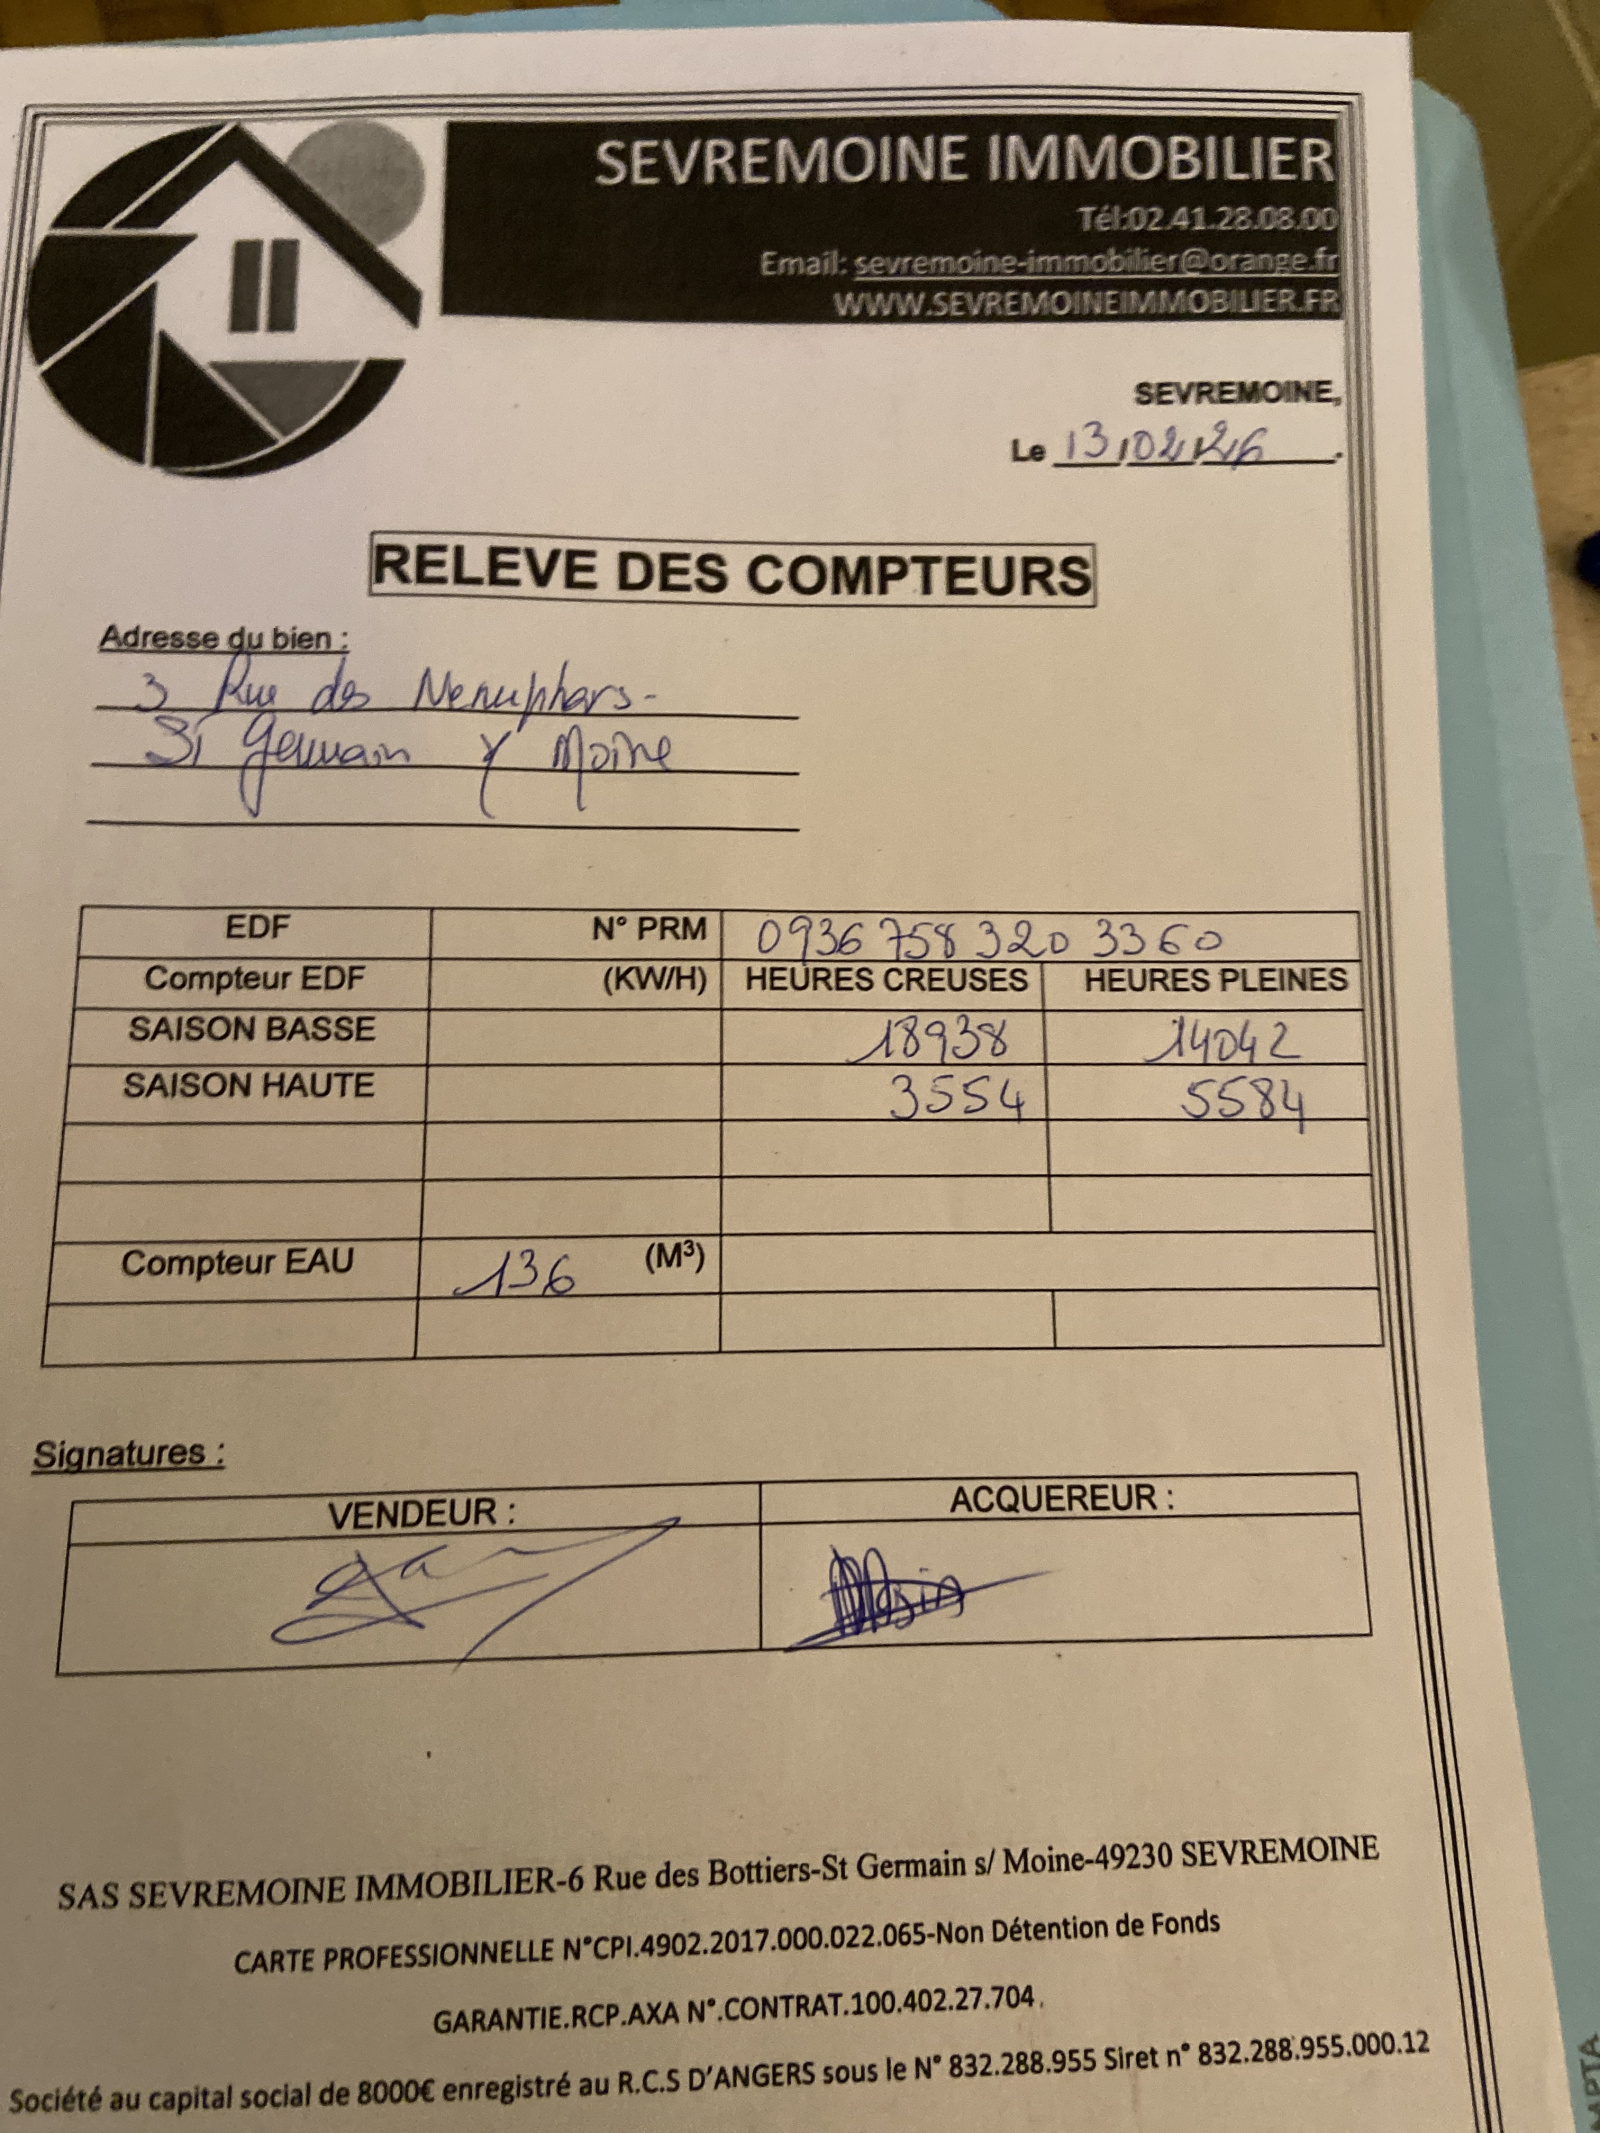 SEVREMOINE IMMOBILIER
Tél:02.41.28.08.00
Email: sevremoine-immobilier@orange.fr
WWW.SEVREMOINEIMMOBILIER.FR
SEVREMOINE,
Le 13/02/26.
RELEVE DES COMPTEURS
Adresse du bien :
3 Rue des Nenuphars-
St Germain / Moine
EDF N° PRM 0936 758 320 3360
Compteur EDF (KW/H) HEURES CREUSES HEURES PLEINES
SAISON BASSE 18938 14042
SAISON HAUTE 3554 5584
Compteur EAU 136 (M³)
Signatures :
VENDEUR : ACQUEREUR :
SAS SEVREMOINE IMMOBILIER-6 Rue des Bottiers-St Germain s/ Moine-49230 SEVREMOINE
CARTE PROFESSIONNELLE N°CPI.4902.2017.000.022.065-Non Détention de Fonds
GARANTIE.RCP.AXA N°.CONTRAT.100.402.27.704.
Société au capital social de 8000€ enregistré au R.C.S D'ANGERS sous le N° 832.288.955 Siret n° 832.288.955.000.12